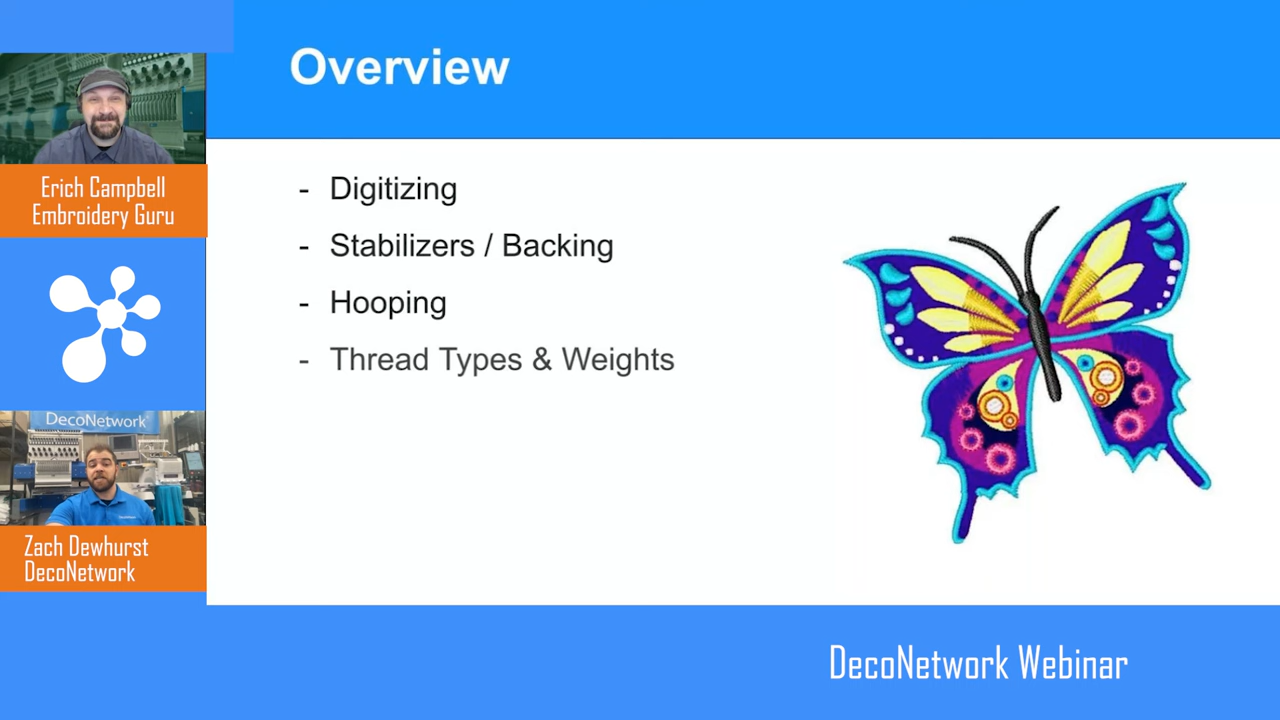 Overview
Erich Campbell
Embroidery Guru
- Digitizing
- Stabilizers / Backing
- Hooping
- Thread Types & Weights
DecoNetwork
Zach Dewhurst
DecoNetwork
DecoNetwork Webinar